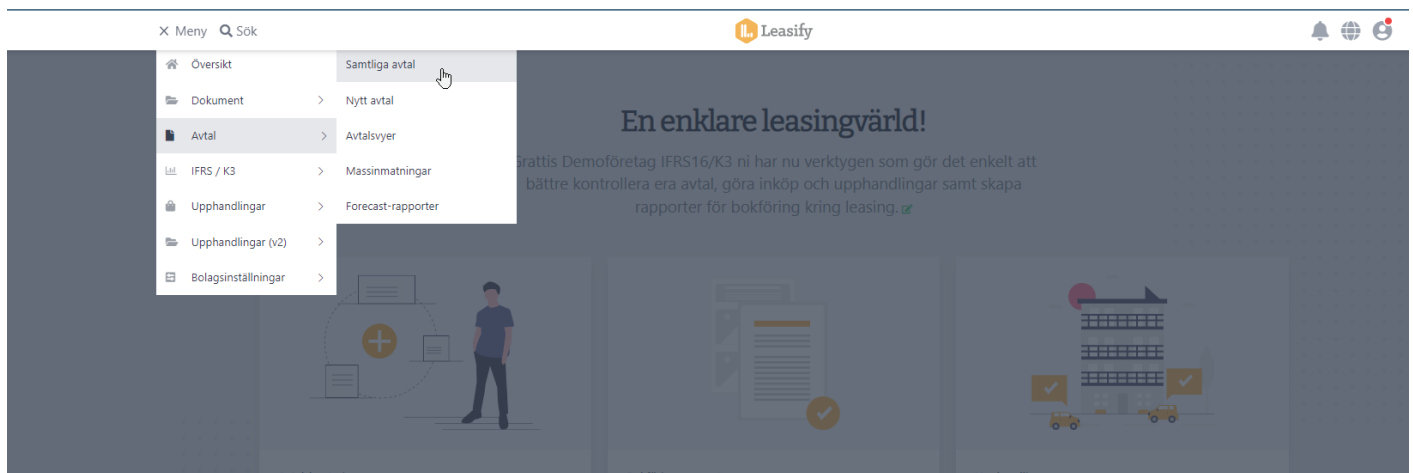 Meny Sök
Leasify
Översikt
Dokument
Avtal
IFRS / K3
Upphandlingar
Upphandlingar (v2)
Bolagsinställningar
Samtliga avtal
Nytt avtal
Avtalsvyer
Massinmatningar
Forecast-rapporter
En enklare leasingvärld!
Grattis Demoföretag IFRS16/K3 ni har nu verktygen som gör det enkelt att
bättre kontrollera era avtal, göra inköp och upphandlingar samt skapa
rapporter för bokföring kring leasing.